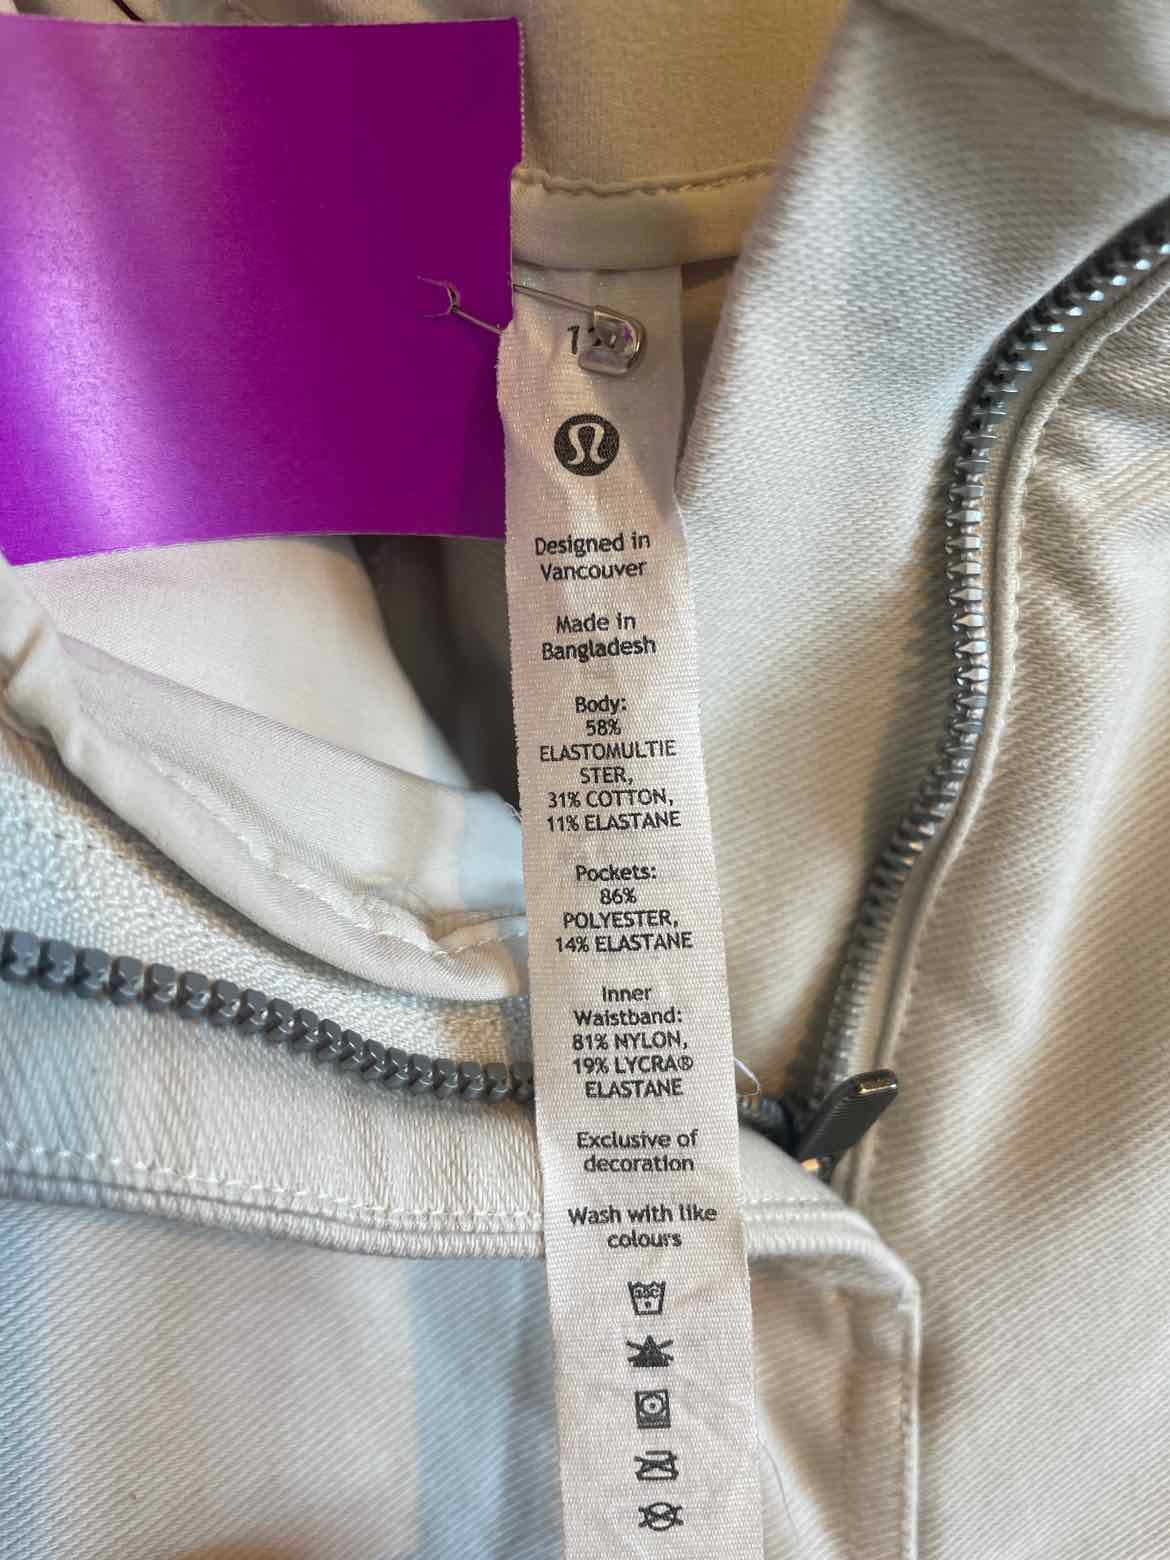 Designed in
Vancouver
Made in
Bangladesh
Body:
58%
ELASTOMULTIE
STER,
31% COTTON,
11% ELASTANE
Pockets:
86%
POLYESTER,
14% ELASTANE
Inner
Waistband:
81% NYLON,
19% LYCRA®
ELASTANE
Exclusive of
decoration
Wash with like
colours